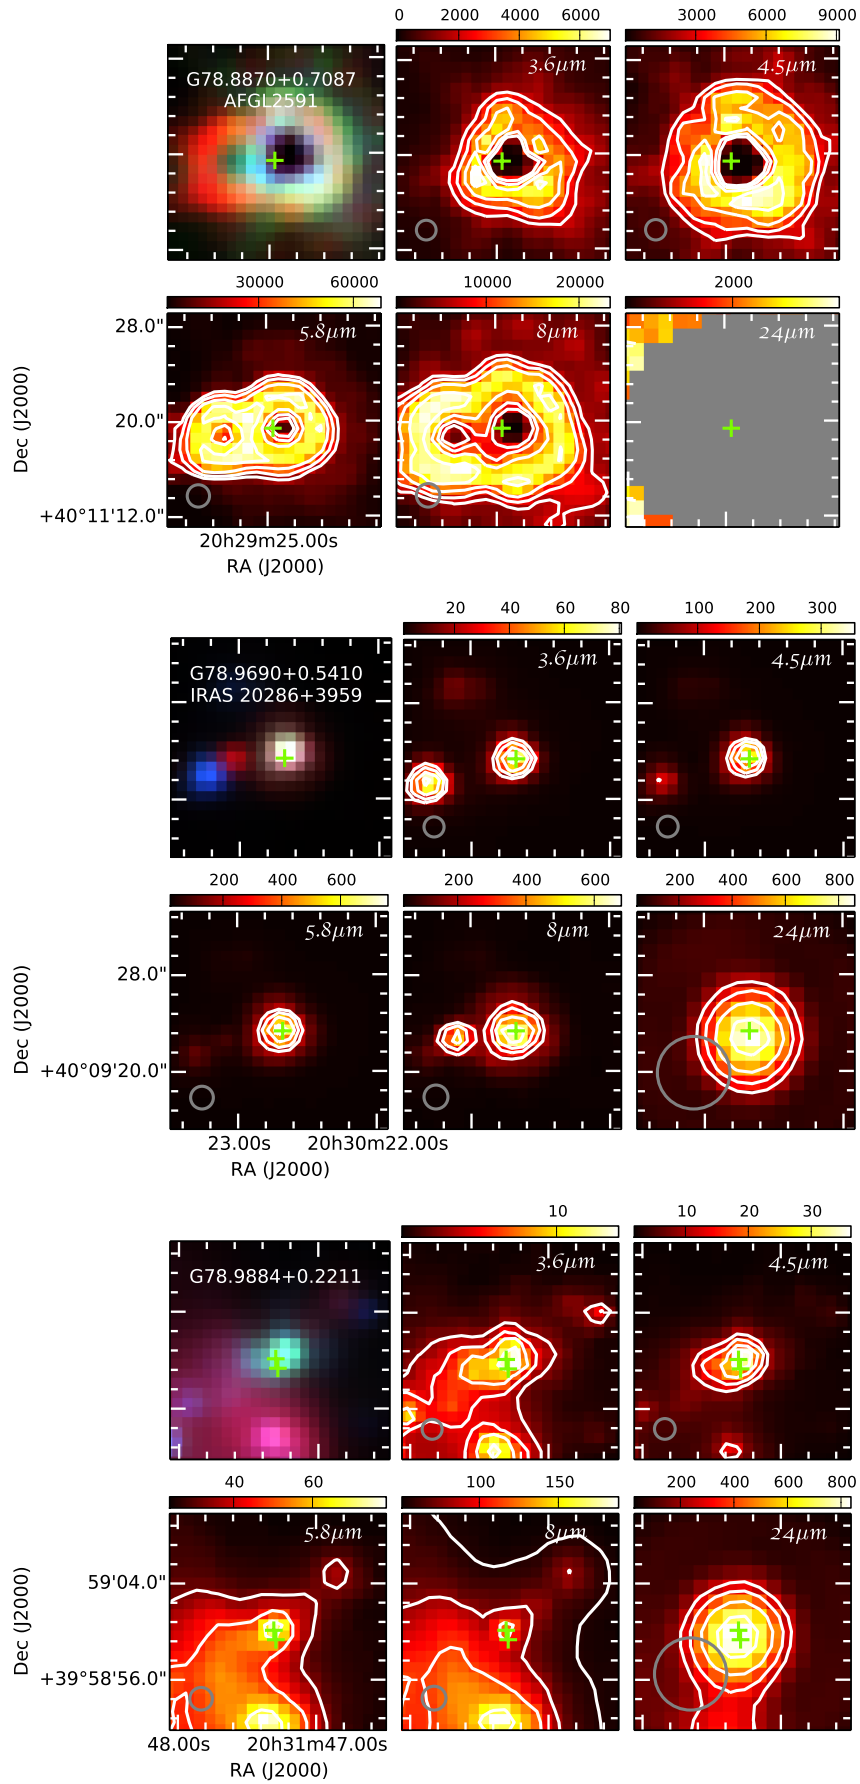 0 2000 4000 6000
3000 6000 9000
G78.8870+0.7087
AFGL2591
3.6µm
4.5µm
30000 60000
10000 20000
2000
5.8µm
8µm
24µm
28.0"
20.0"
+40°11'12.0"
Dec (J2000)
20h29m25.00s
RA (J2000)
20 40 60 80
100 200 300
G78.9690+0.5410
IRAS 20286+3959
3.6µm
4.5µm
200 400 600
200 400 600
200 400 600 800
5.8µm
8µm
24µm
28.0"
+40°09'20.0"
Dec (J2000)
23.00s 20h30m22.00s
RA (J2000)
10
10 20 30
G78.9884+0.2211
3.6µm
4.5µm
40 60
100 150
200 400 600 800
5.8µm
8µm
24µm
59'04.0"
+39°58'56.0"
Dec (J2000)
48.00s 20h31m47.00s
RA (J2000)